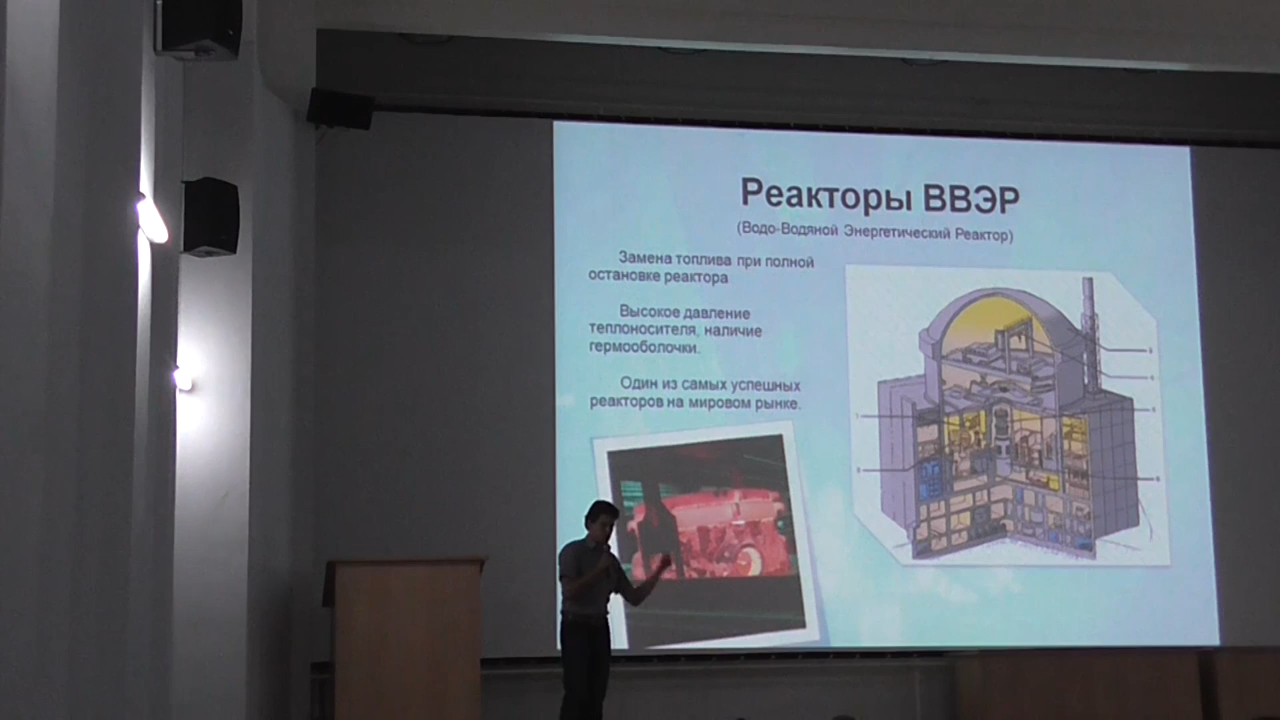 Реакторы ВВЭР
(Водо-Водяной Энергетический Реактор)
Замена топлива при полной
остановке реактора
Высокое давление
теплоносителя, наличие
гермооболочки.
Один из самых успешных
реакторов на мировом рынке.